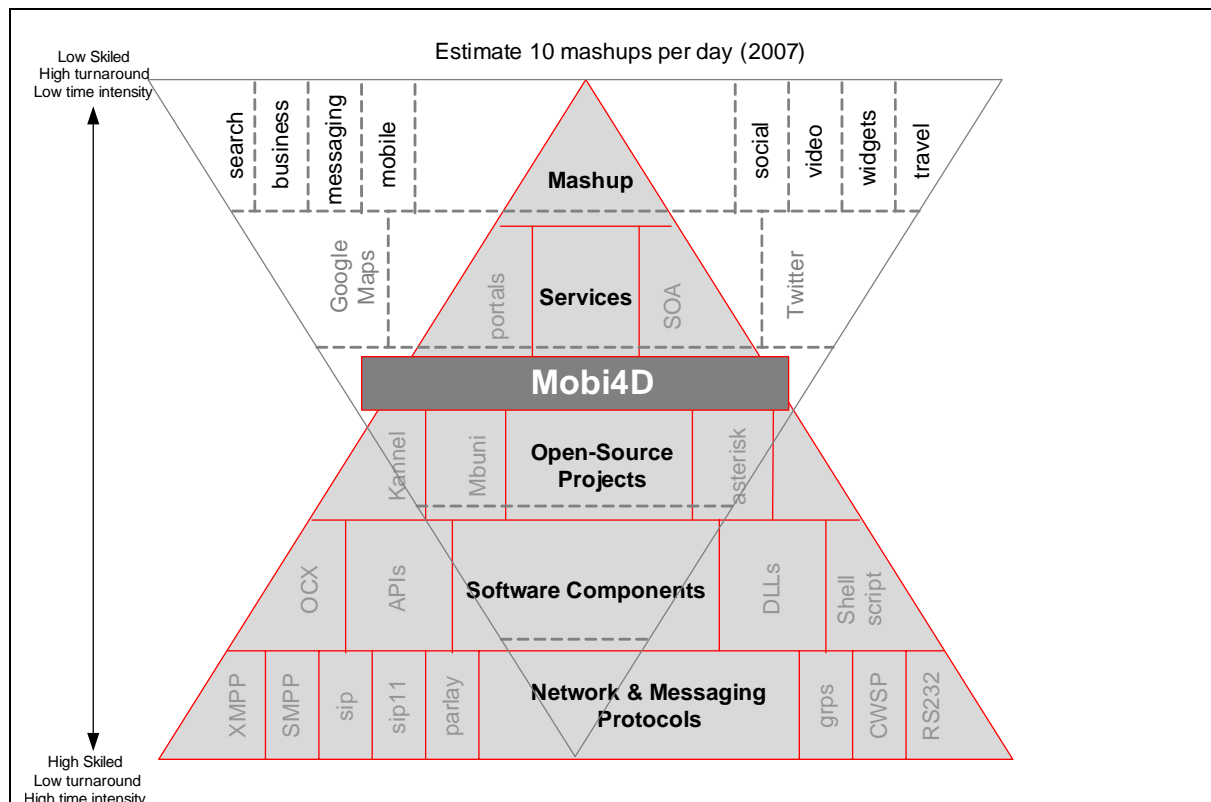 Low Skiled
High turnaround
Low time intensity
Estimate 10 mashups per day (2007)
search
business
messaging
mobile
Mashup
social
video
widgets
travel
Google
Maps
portals
Services
SOA
Twitter
Mobi4D
Kannel
Mbuni
Open-Source
Projects
asterisk
OCX
APIs
Software Components
DLLs
Shell
script
XMPP
SMPP
sip
sip11
parlay
Network & Messaging
Protocols
grps
CWSP
RS232
High Skiled
Low turnaround
High time intensity